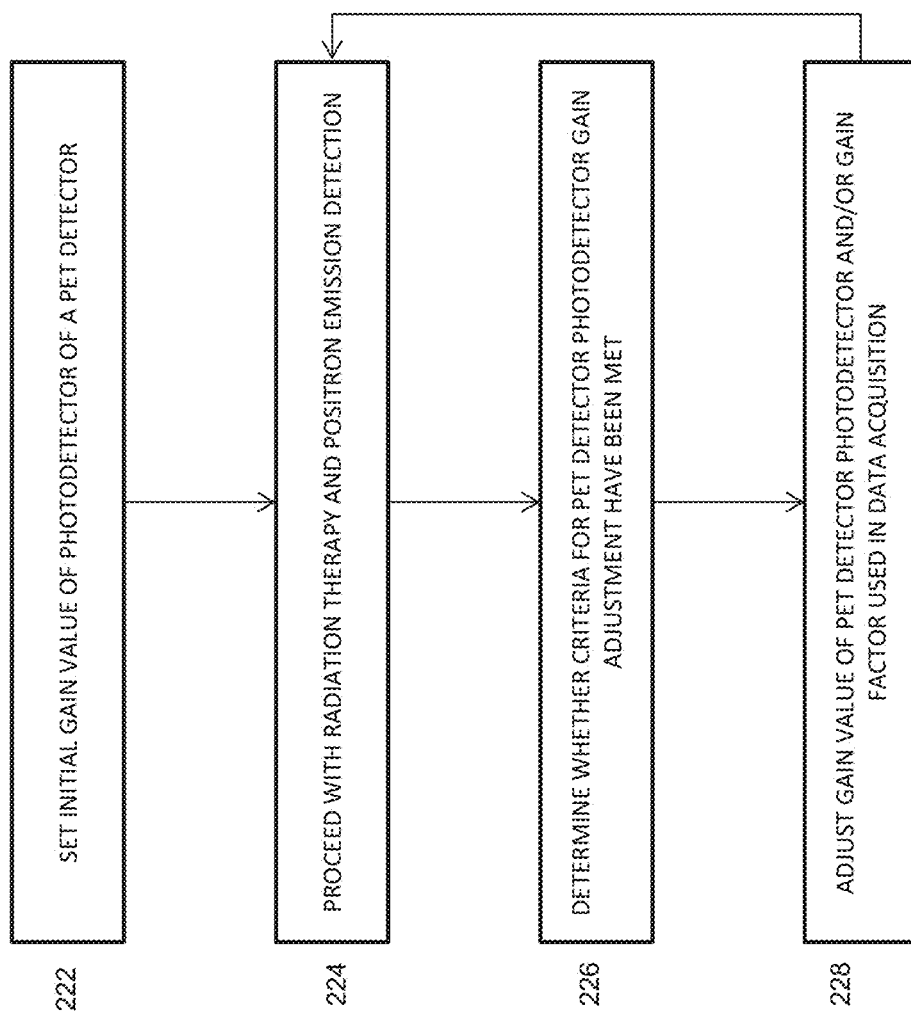 222
SET INITIAL GAIN VALUE OF PHOTODETECTOR OF A PET DETECTOR
224
PROCEED WITH RADIATION THERAPY AND POSITRON EMISSION DETECTION
226
DETERMINE WHETHER CRITERIA FOR PET DETECTOR PHOTODETECTOR GAIN
ADJUSTMENT HAVE BEEN MET
228
ADJUST GAIN VALUE OF PET DETECTOR PHOTODETECTOR AND/OR GAIN
FACTOR USED IN DATA ACQUISITION